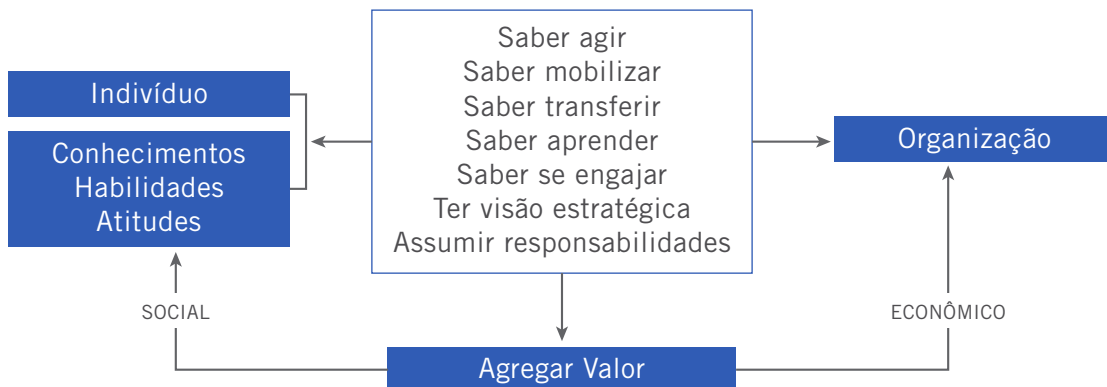 Indivíduo
Conhecimentos
Habilidades
Atitudes
Saber agir
Saber mobilizar
Saber transferir
Saber aprender
Saber se engajar
Ter visão estratégica
Assumir responsabilidades
Organização
SOCIAL
ECONÔMICO
Agregar Valor